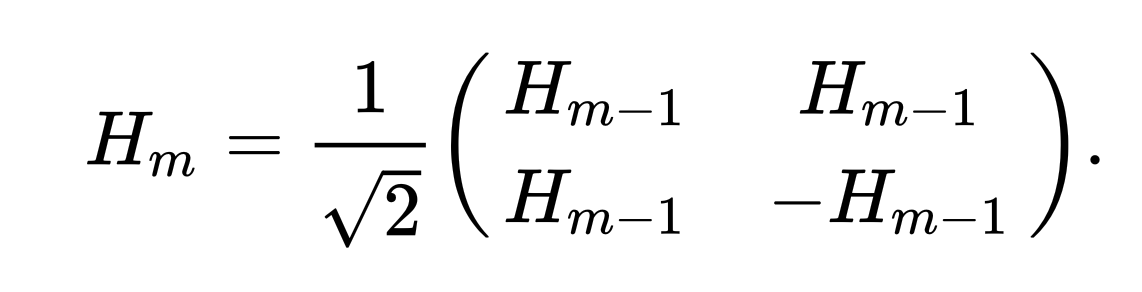 $$H_m = \frac{1}{\sqrt{2}} \begin{pmatrix} H_{m-1} & H_{m-1} \\ H_{m-1} & -H_{m-1} \end{pmatrix}.$$